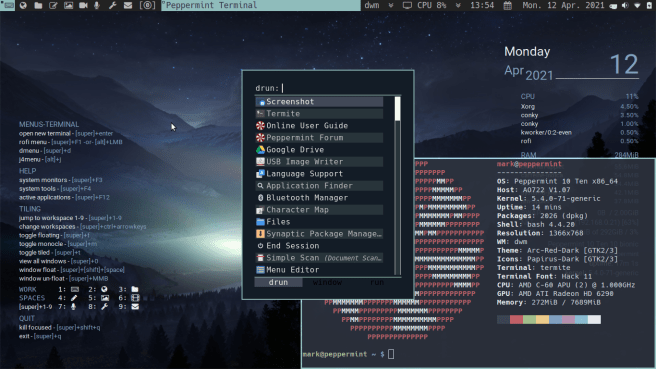 "Peppermint Terminal
dwm
CPU 8%
13:54
Mon. 12 Apr. 2021
Monday
Apr 2021
12
CPU 11%
Xorg 4.50%
conky 3.50%
conky 1.00%
kworker/0:2-even 0.50%
0.50%
RAM 284MiB
MENUS-TERMINAL
open new terminal - [super]+enter
rofi menu - [super]+F1 -or- [alt]+LMB
dmenu - [super]+d
j4menu - [alt]+j
HELP
system monitors - [super]+F3
system tools - [super]+F4
active applications - [super]+F12
TILING
jump to workspace 1-9 - [super]+1-9
change workspaces - [super]+ctrl+arrowkeys
toggle floating - [super]+f
toggle monocle - [super]+m
toggle tiled - [super]+t
view all windows - [super]+0
window float - [super]+[shift]+[space]
window un-float - [super]+MMB
WORK 1: 2: 3:
SPACES 4: 5: 6:
[super]+1-9 7: 8: 9:
QUIT
kill focused - [super]+shift+q
exit - [super]+q
drun:
Screenshot
Termite
Online User Guide
Peppermint Forum
Google Drive
USB Image Writer
Language Support
Application Finder
Bluetooth Manager
Character Map
Files
Synaptic Package Manage…
End Session
Simple Scan (Document Scan…
Menu Editor
drun window run
mark@peppermint
---------------
OS: Peppermint 10 Ten x86_64
Host: AO722 V1.07
Kernel: 5.4.0-71-generic
Uptime: 14 mins
Packages: 2026 (dpkg)
Shell: bash 4.4.20
Resolution: 1366x768
WM: dwm
Theme: Arc-Red-Dark [GTK2/3]
Icons: Papirus-Dark [GTK2/3]
Terminal: termite
Terminal Font: Hack 11
CPU: AMD C-60 APU (2) @ 1.000GHz
GPU: AMD ATI Radeon HD 6290
Memory: 272MiB / 7689MiB
mark@peppermint ~ $